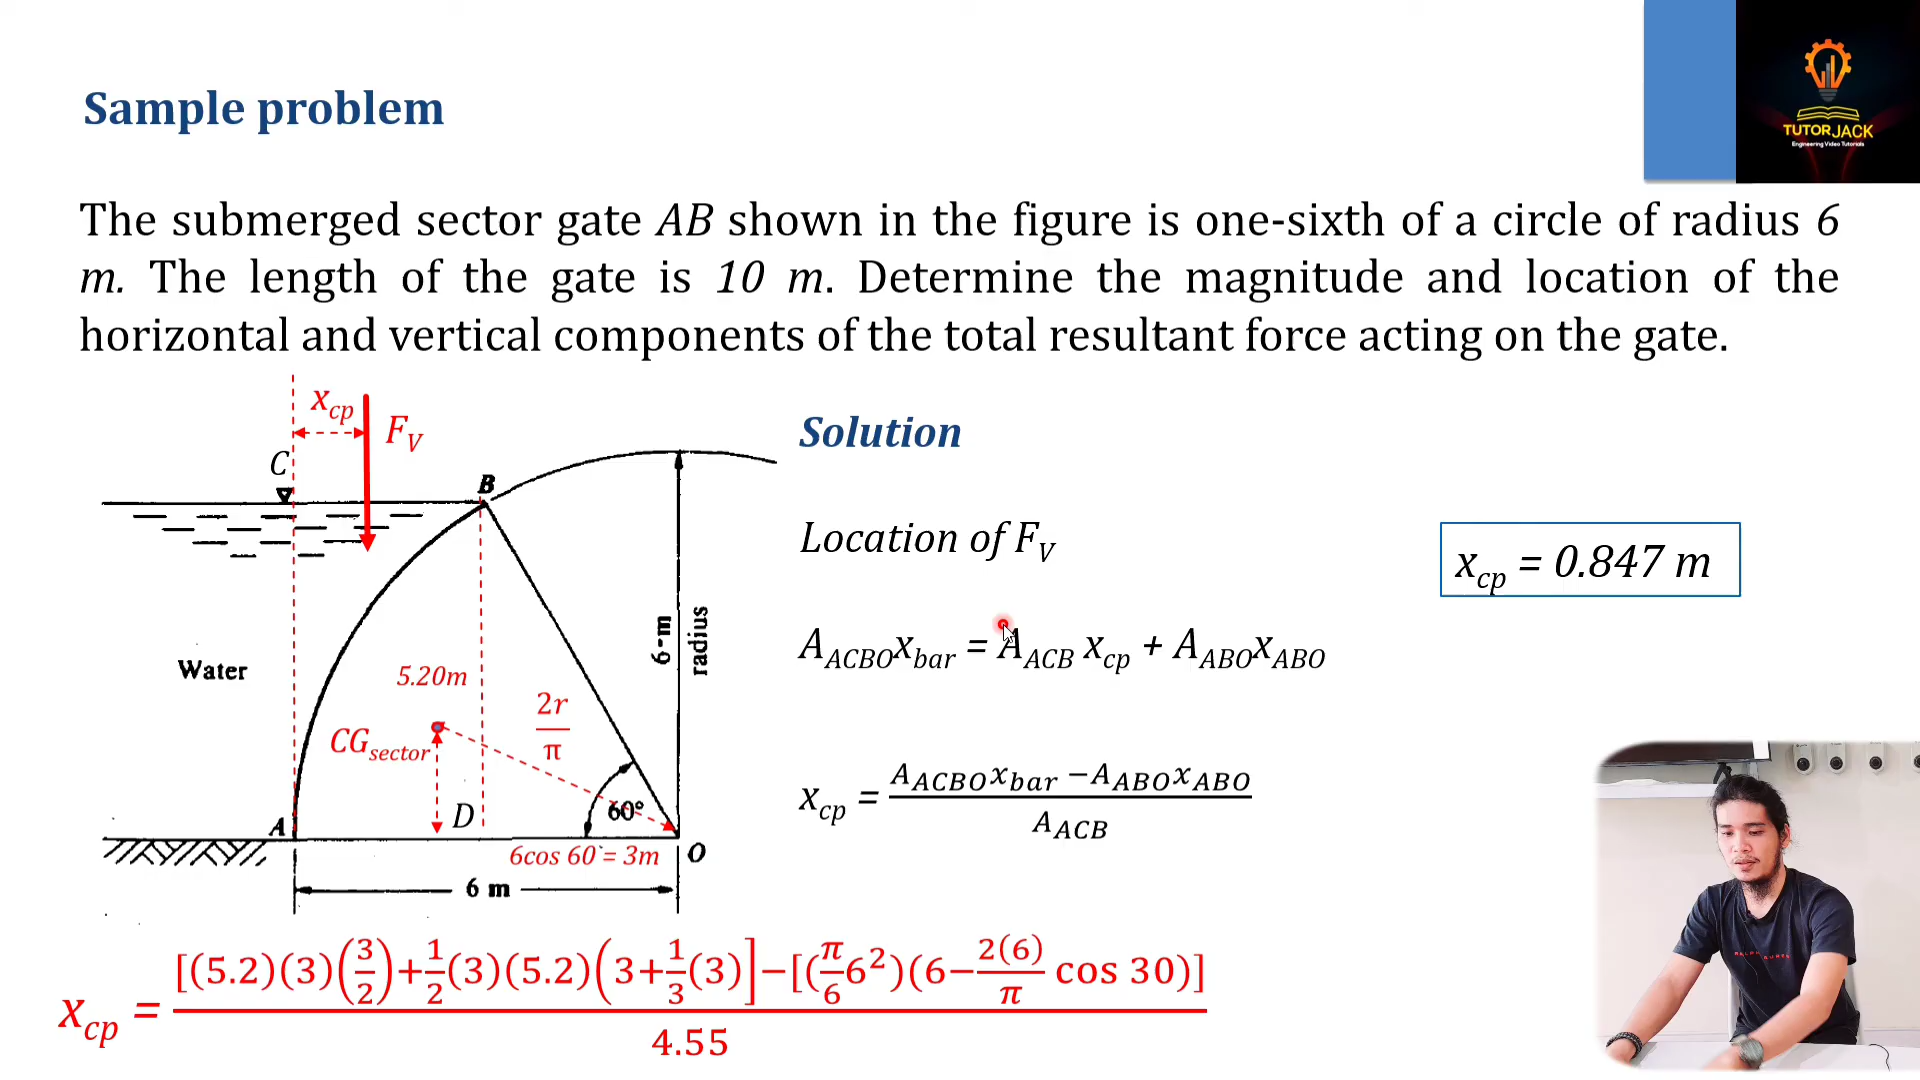 TUTORJACK
Engineering Video Tutorials
Sample problem
The submerged sector gate AB shown in the figure is one-sixth of a circle of radius 6
m. The length of the gate is 10 m. Determine the magnitude and location of the
horizontal and vertical components of the total resultant force acting on the gate.
x_cp
F_V
C
B
Water
5.20m
CG_sector
2r/π
6-m
radius
A
D
60°
6cos 60°= 3m
O
6 m
Solution
Location of F_V
x_cp = 0.847 m
A_ACBO x_bar = A_ACB x_cp + A_ABO x_ABO
x_cp = (A_ACBO x_bar − A_ABO x_ABO) / A_ACB
x_cp = [(5.2)(3)(3/2)+1/2(3)(5.2)(3+1/3(3)]−[(π/6 6²)(6−2(6)/π cos 30)] / 4.55